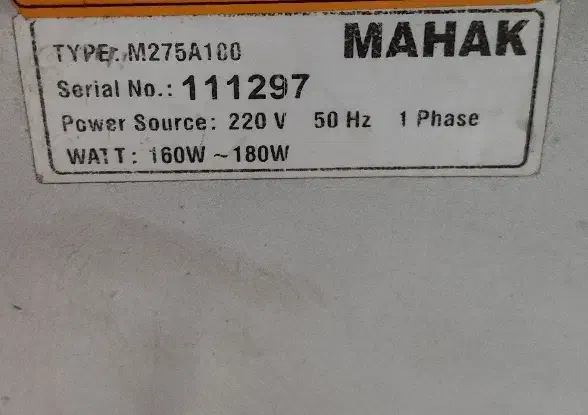 MAHAK
TYPE: M275A100
Serial No.: 111297
Power Source: 220 V 50 Hz 1 Phase
WATT: 160W ~180W